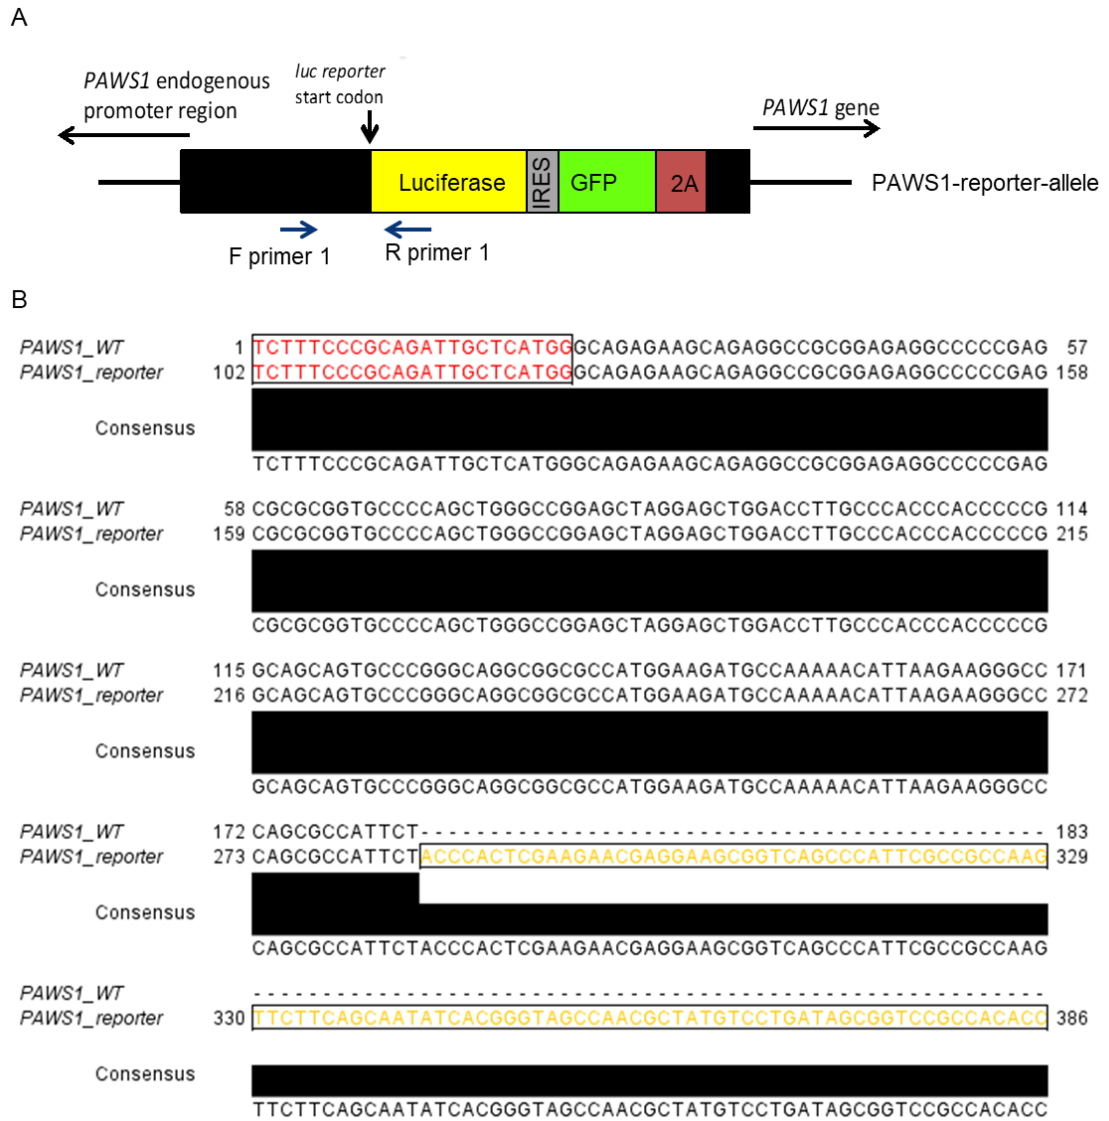 A
PAWS1 endogenous
promoter region
luc reporter
start codon
PAWS1 gene
Luciferase
IRES
GFP
2A
PAWS1-reporter-allele
F primer 1
R primer 1
B
PAWS1_WT 1 TCTTTCCCGCAGATTGCTCATGGGCAGAGAAGCAGAGGCCGCGGAGAGGCCCCCGAG 57
PAWS1_reporter 102 TCTTTCCCGCAGATTGCTCATGGGCAGAGAAGCAGAGGCCGCGGAGAGGCCCCCGAG 158
Consensus
TCTTTCCCGCAGATTGCTCATGGGCAGAGAAGCAGAGGCCGCGGAGAGGCCCCCGAG
PAWS1_WT 58 CGCGCGGTGCCCCAGCTGGGCCGGAGCTAGGAGCTGGACCTTGCCCACCCACCCCCG 114
PAWS1_reporter 159 CGCGCGGTGCCCCAGCTGGGCCGGAGCTAGGAGCTGGACCTTGCCCACCCACCCCCG 215
Consensus
CGCGCGGTGCCCCAGCTGGGCCGGAGCTAGGAGCTGGACCTTGCCCACCCACCCCCG
PAWS1_WT 115 GCAGCAGTGCCCGGGCAGGCGGCGCCATGGAAGATGCCAAAAACATTAAGAAGGGCC 171
PAWS1_reporter 216 GCAGCAGTGCCCGGGCAGGCGGCGCCATGGAAGATGCCAAAAACATTAAGAAGGGCC 272
Consensus
GCAGCAGTGCCCGGGCAGGCGGCGCCATGGAAGATGCCAAAAACATTAAGAAGGGCC
PAWS1_WT 172 CAGCGCCATTCT--------------------------------------------- 183
PAWS1_reporter 273 CAGCGCCATTCTACCCACTCGAAGAACGAGGAAGCGGTCAGCCCATTCGCCGCCAAG 329
Consensus
CAGCGCCATTCTACCCACTCGAAGAACGAGGAAGCGGTCAGCCCATTCGCCGCCAAG
PAWS1_WT ---------------------------------------------------------
PAWS1_reporter 330 TTCTTCAGCAATATCACGGGTAGCCAACGCTATGTCCTGATAGCGGTCCGCCACACC 386
Consensus
TTCTTCAGCAATATCACGGGTAGCCAACGCTATGTCCTGATAGCGGTCCGCCACACC